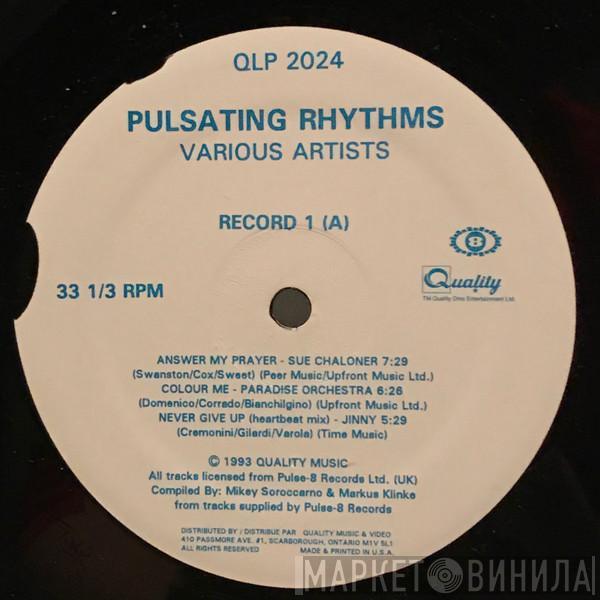 QLP 2024
PULSATING RHYTHMS
VARIOUS ARTISTS
RECORD 1 (A)
8
33 1/3 RPM
Quality
TM Quality Dino Entertainment Ltd.
ANSWER MY PRAYER - SUE CHALONER 7:29
(Swanston/Cox/Sweet) (Peer Music/Upfront Music Ltd.)
COLOUR ME - PARADISE ORCHESTRA 6:26
(Domenico/Corrado/Bianchilgino) (Upfront Music Ltd.)
NEVER GIVE UP (heartbeat mix) - JINNY 5:29
(Cremonini/Gilardi/Varola) (Time Music)
© 1993 QUALITY MUSIC
All tracks licensed from Pulse-8 Records Ltd. (UK)
Compiled By: Mikey Soroccarno & Markus Klinke
from tracks supplied by Pulse-8 Records
DISTRIBUTED BY / DISTRIBUE PAR QUALITY MUSIC & VIDEO
410 PASSMORE AVE. #1, SCARBOROUGH, ONTARIO M1V 5L1
ALL RIGHTS RESERVED MADE & PRINTED IN U.S.A.
МАРКЕТ ВИНИЛА